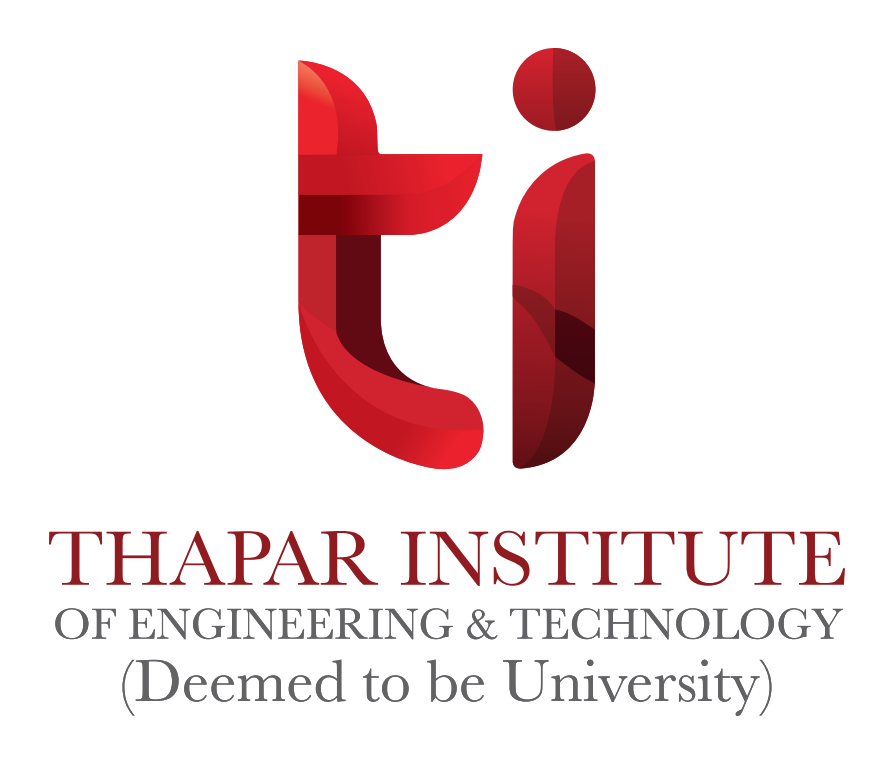 ti
THAPAR INSTITUTE
OF ENGINEERING & TECHNOLOGY
(Deemed to be University)